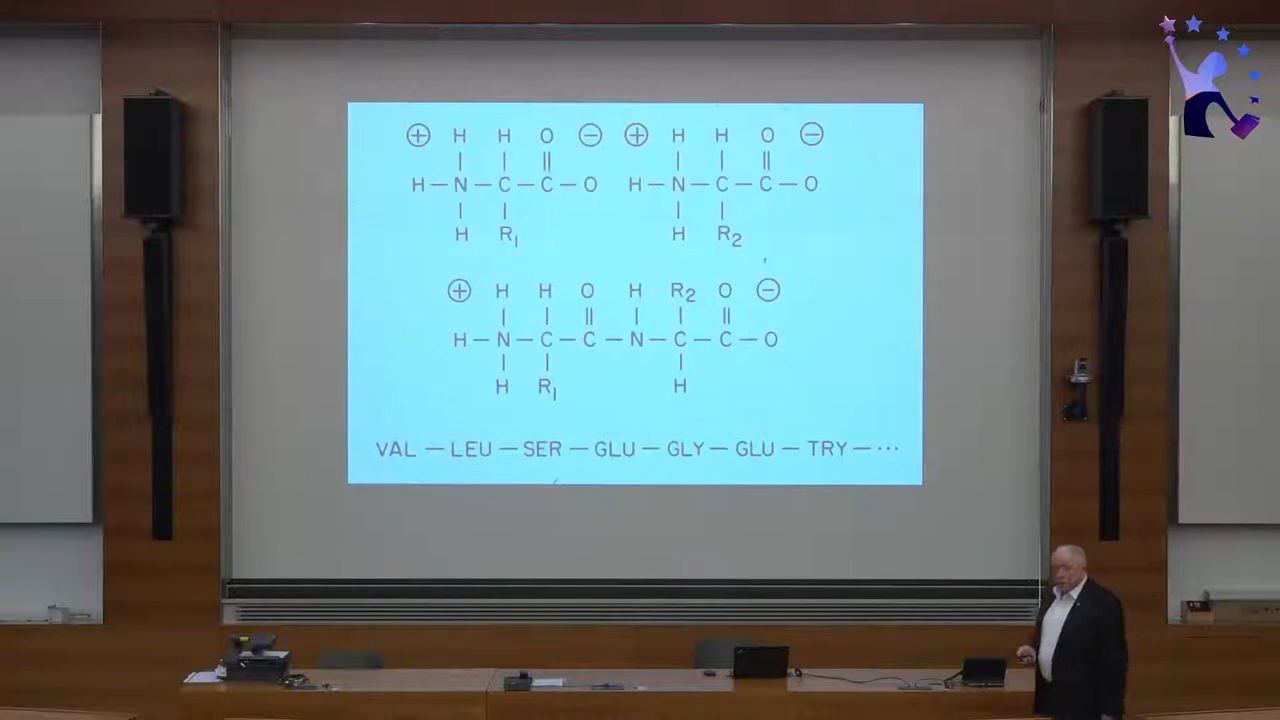 ⊕ H H O ⊖ ⊕ H H O ⊖
H—N—C—C—O H—N—C—C—O
H R1 H R2
⊕ H H O H R2 O ⊖
H—N—C—C—N—C—C—O
H R1 H
VAL—LEU—SER—GLU—GLY—GLU—TRY—···